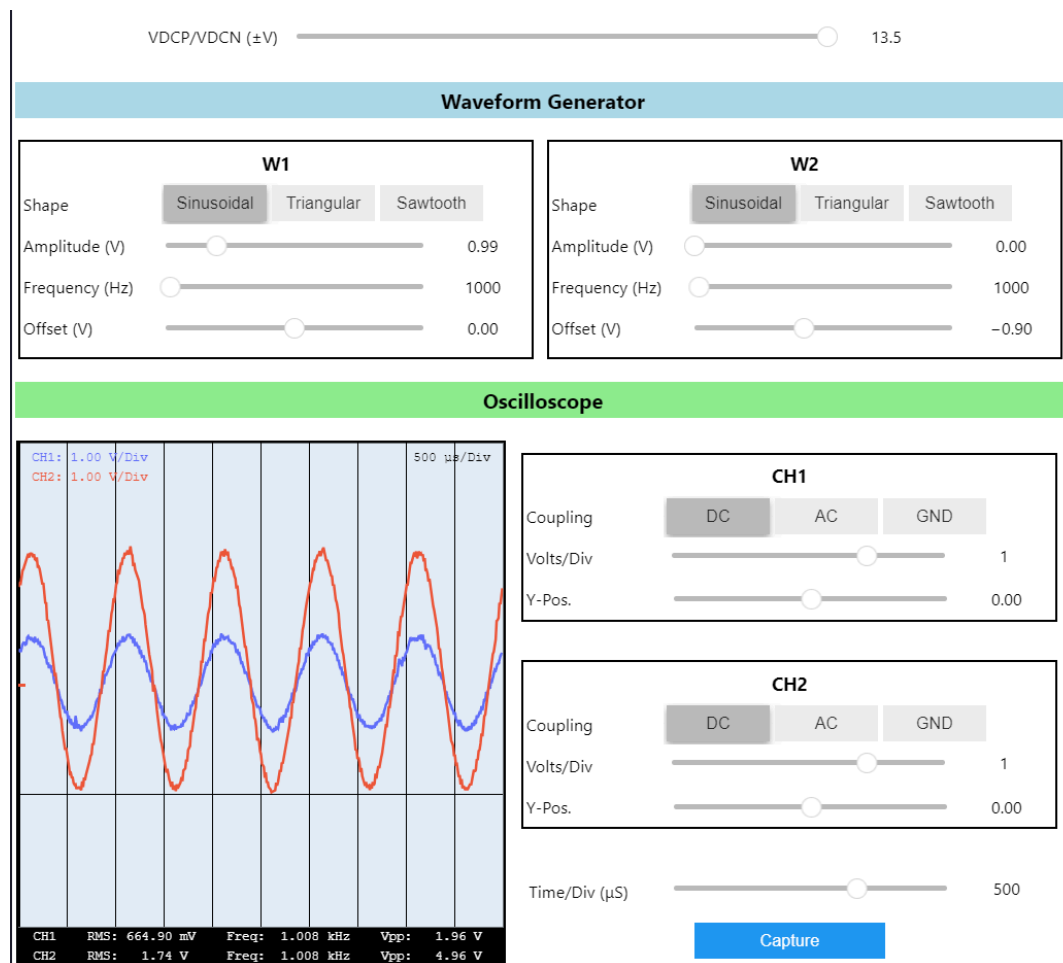 VDCP/VDCN (±V) 13.5
Waveform Generator
W1
Shape Sinusoidal Triangular Sawtooth
Amplitude (V) 0.99
Frequency (Hz) 1000
Offset (V) 0.00
W2
Shape Sinusoidal Triangular Sawtooth
Amplitude (V) 0.00
Frequency (Hz) 1000
Offset (V) −0.90
Oscilloscope
CH1: 1.00 V/Div 500 µs/Div
CH2: 1.00 V/Div
CH1 RMS: 664.90 mV Freq: 1.008 kHz Vpp: 1.96 V
CH2 RMS: 1.74 V Freq: 1.008 kHz Vpp: 4.96 V
CH1
Coupling DC AC GND
Volts/Div 1
Y-Pos. 0.00
CH2
Coupling DC AC GND
Volts/Div 1
Y-Pos. 0.00
Time/Div (µS) 500
Capture